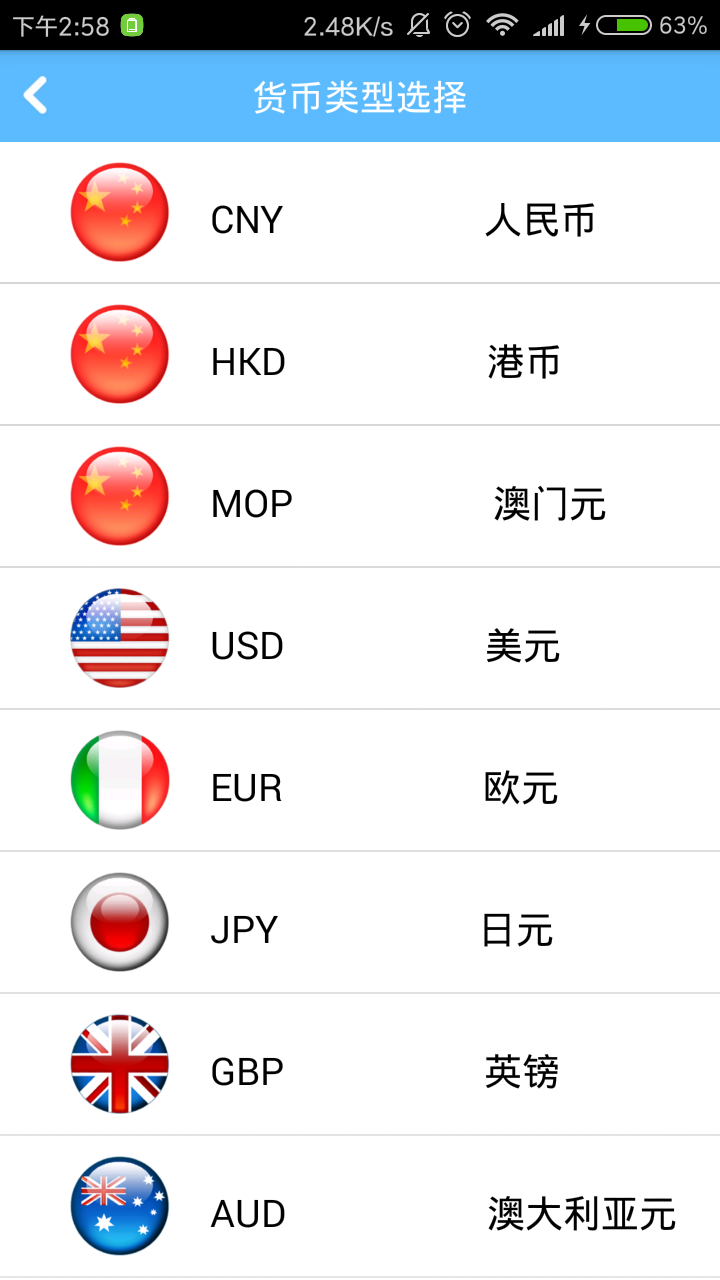 下午2:58 2.48K/s 63%
货币类型选择
CNY 人民币
HKD 港币
MOP 澳门元
USD 美元
EUR 欧元
JPY 日元
GBP 英镑
AUD 澳大利亚元